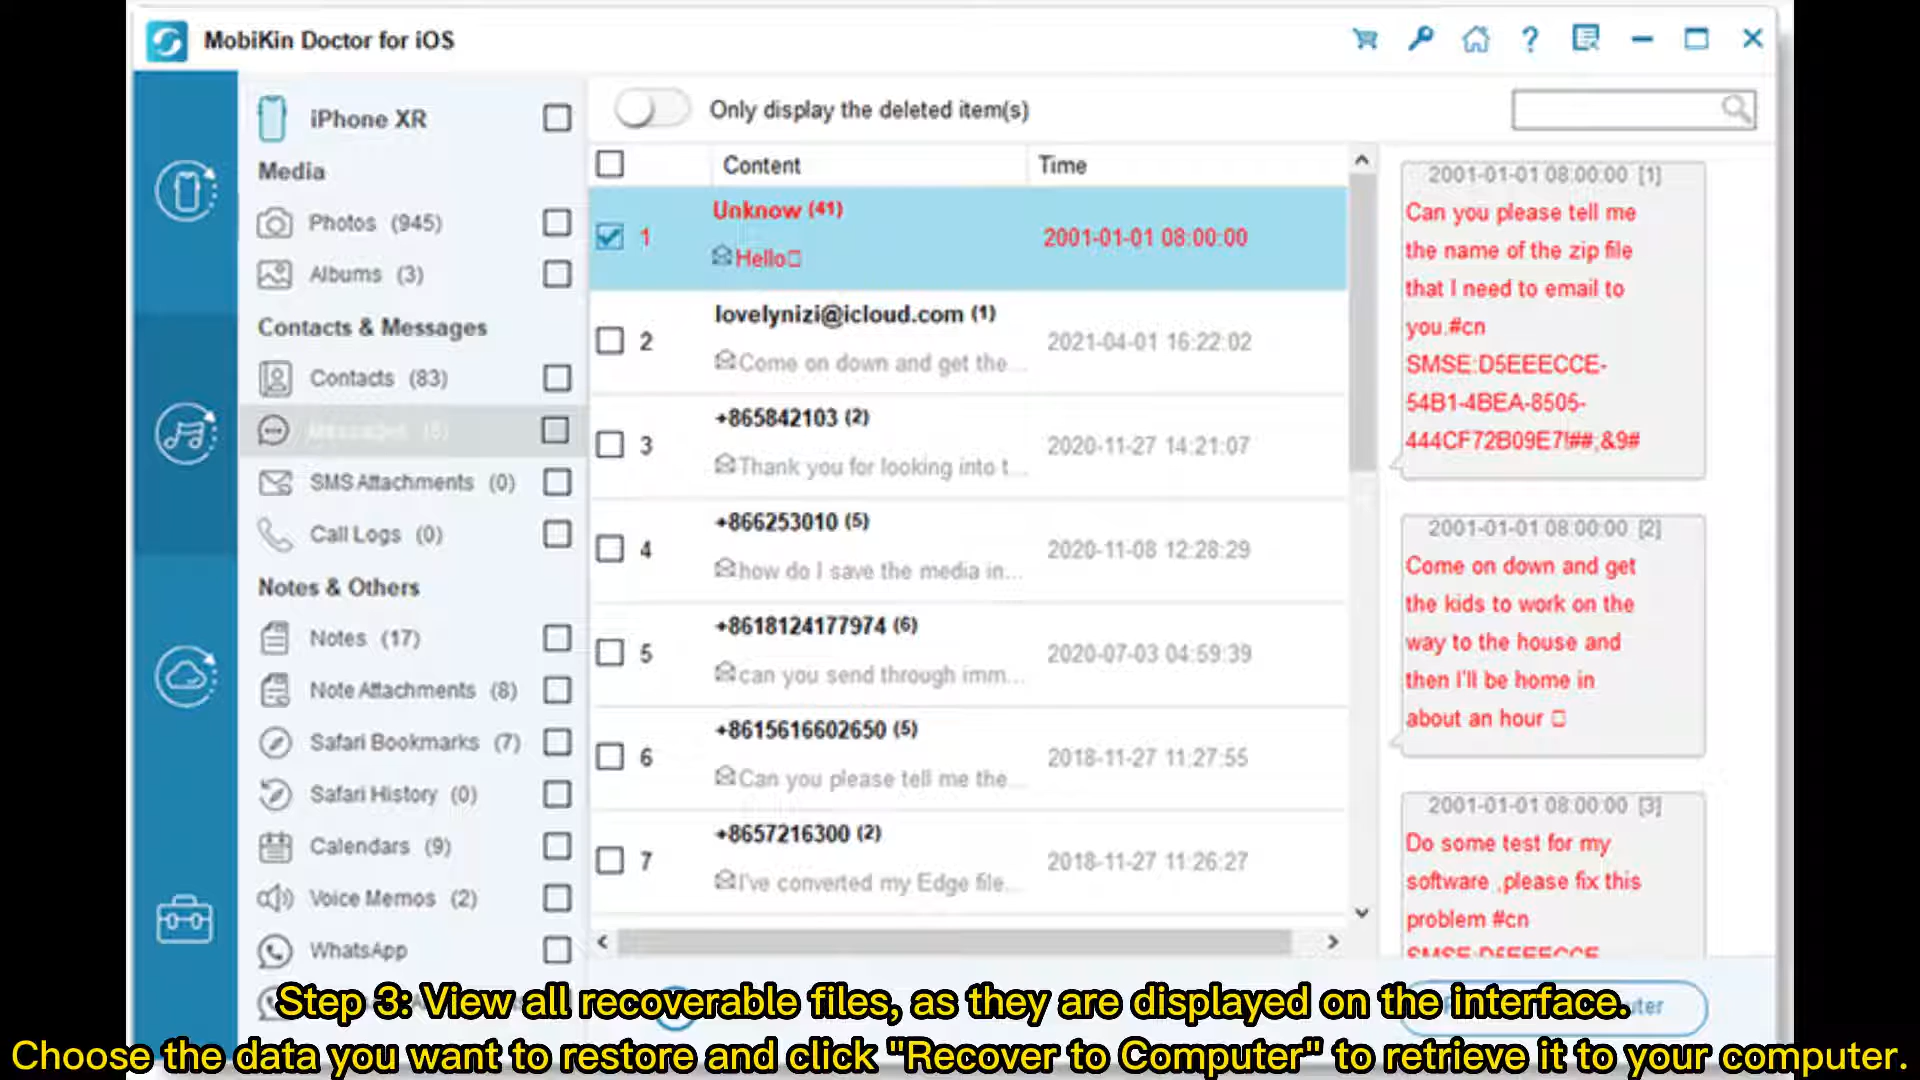 MobiKin Doctor for iOS
iPhone XR
Media
Photos (945)
Albums (3)
Contacts & Messages
Contacts (83)
Messages
SMS Attachments (0)
Call Logs (0)
Notes & Others
Notes (17)
Note Attachments (8)
Safari Bookmarks (7)
Safari History (0)
Calendars (9)
Voice Memos (2)
WhatsApp
Only display the deleted item(s)
Content Time
1 Unknow (41) 2001-01-01 08:00:00
Hello
2 lovelynizi@icloud.com (1) 2021-04-01 16:22:02
Come on down and get the...
3 +865842103 (2) 2020-11-27 14:21:07
Thank you for looking into t...
4 +866253010 (5) 2020-11-08 12:28:29
how do I save the media in...
5 +8618124177974 (6) 2020-07-03 04:59:39
can you send through imm...
6 +8615616602650 (5) 2018-11-27 11:27:55
Can you please tell me the...
7 +8657216300 (2) 2018-11-27 11:26:27
I've converted my Edge file...
2001-01-01 08:00:00 [1]
Can you please tell me
the name of the zip file
that I need to email to
you.#cn
SMSE:D5EEECCE-
54B1-4BEA-8505-
444CF72B09E7!##;&9#
2001-01-01 08:00:00 [2]
Come on down and get
the kids to work on the
way to the house and
then I'll be home in
about an hour
2001-01-01 08:00:00 [3]
Do some test for my
software ,please fix this
problem #cn
SMSE:D5EEECCE
Step 3: View all recoverable files, as they are displayed on the interface.
Choose the data you want to restore and click "Recover to Computer" to retrieve it to your computer.